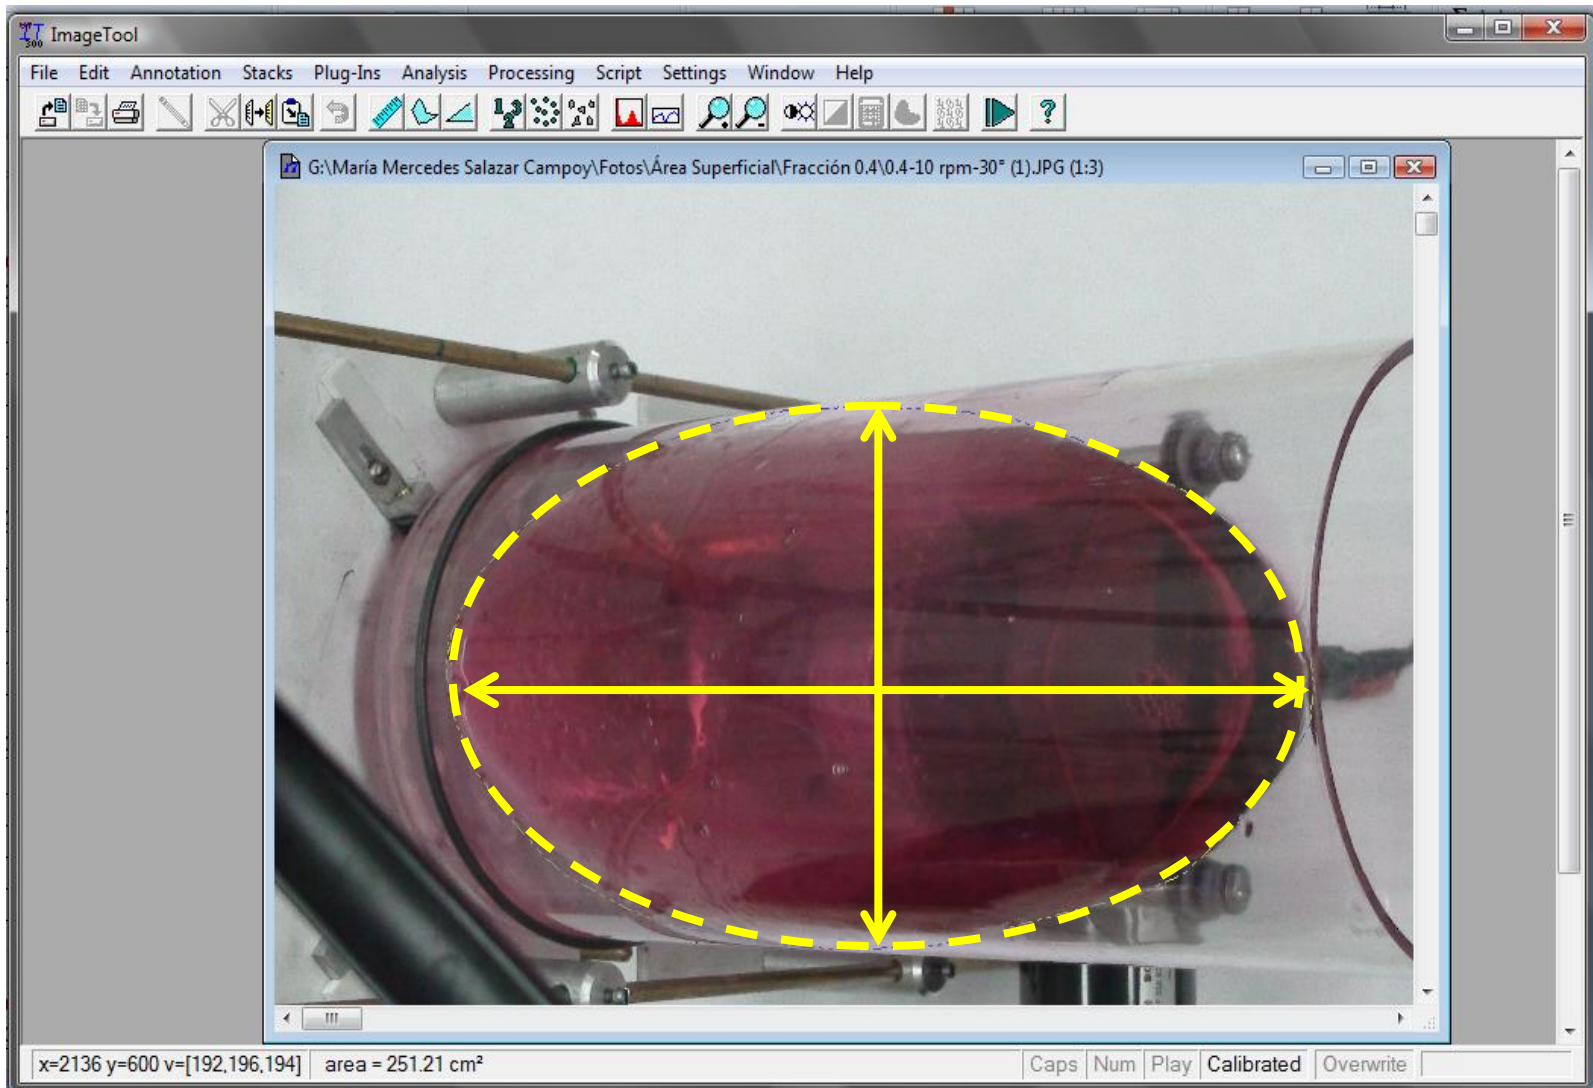 ImageTool
File Edit Annotation Stacks Plug-Ins Analysis Processing Script Settings Window Help
G:\María Mercedes Salazar Campoy\Fotos\Área Superficial\Fracción 0.4\0.4-10 rpm-30° (1).JPG (1:3)
x=2136 y=600 v=[192,196,194] area = 251.21 cm² Caps Num Play Calibrated Overwrite